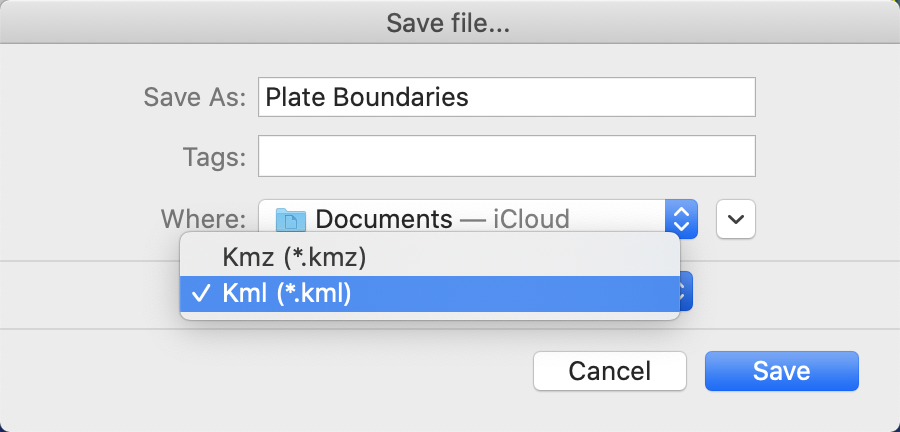 Save file...
Save As: Plate Boundaries
Tags:
Where: Documents — iCloud
Kmz (*.kmz)
✓ Kml (*.kml)
Cancel Save